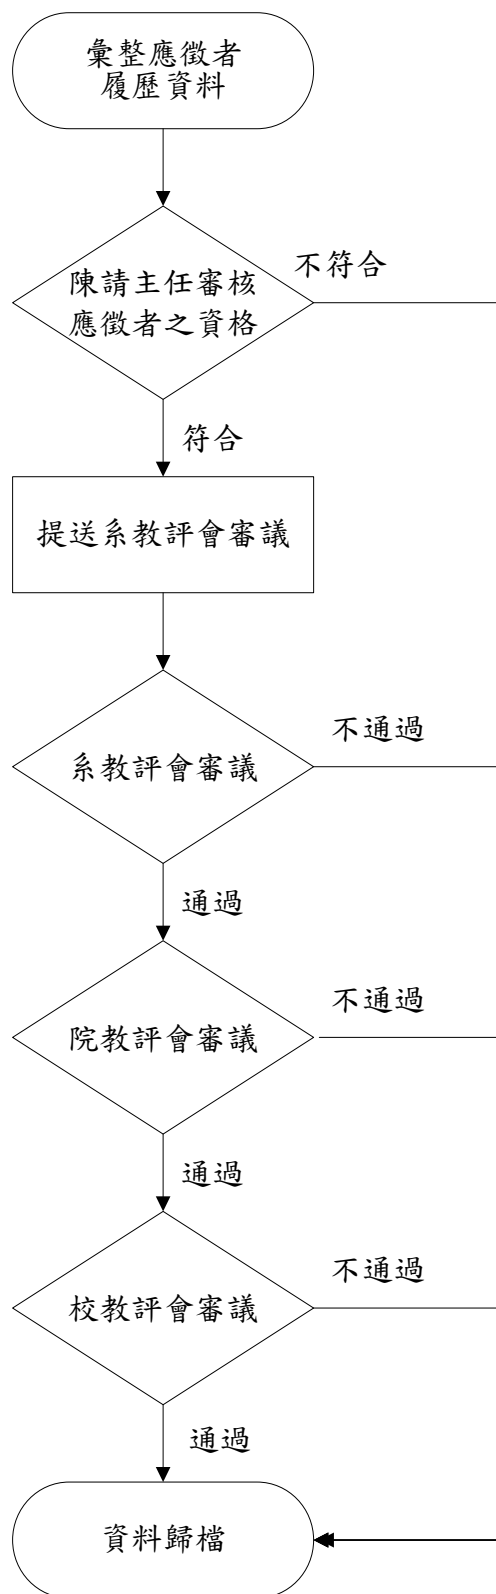 彙整應徵者
履歷資料
陳請主任審核
應徵者之資格
不符合
符合
提送系教評會審議
系教評會審議
不通過
通過
院教評會審議
不通過
通過
校教評會審議
不通過
通過
資料歸檔